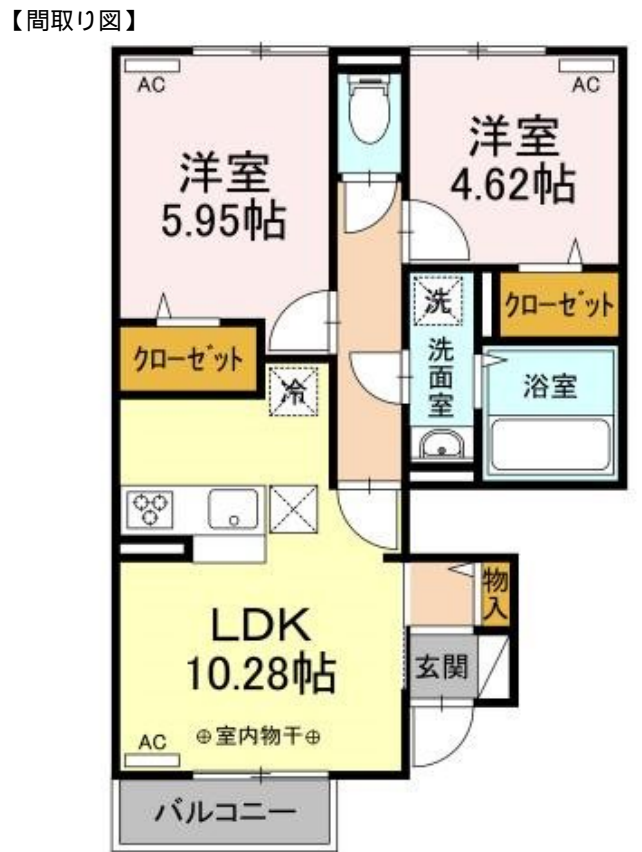 【間取り図】
AC
AC
洋室
5.95帖
洋室
4.62帖
洗
クローゼット
クローゼット
洗面室
浴室
冷
物入
LDK
10.28帖
玄関
室内物干
AC
バルコニー